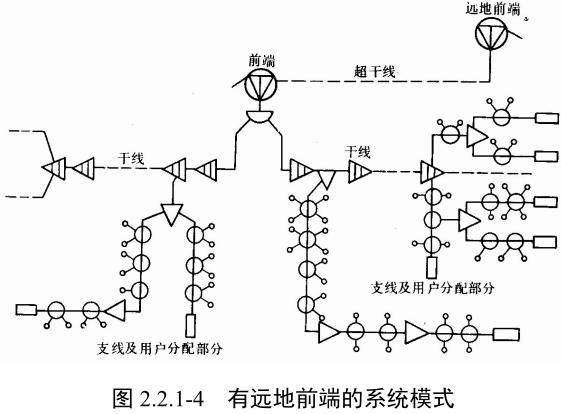 远地前端
前端
超干线
干线
干线
支线及用户分配部分
支线及用户分配部分
图 2.2.1-4 有远地前端的系统模式